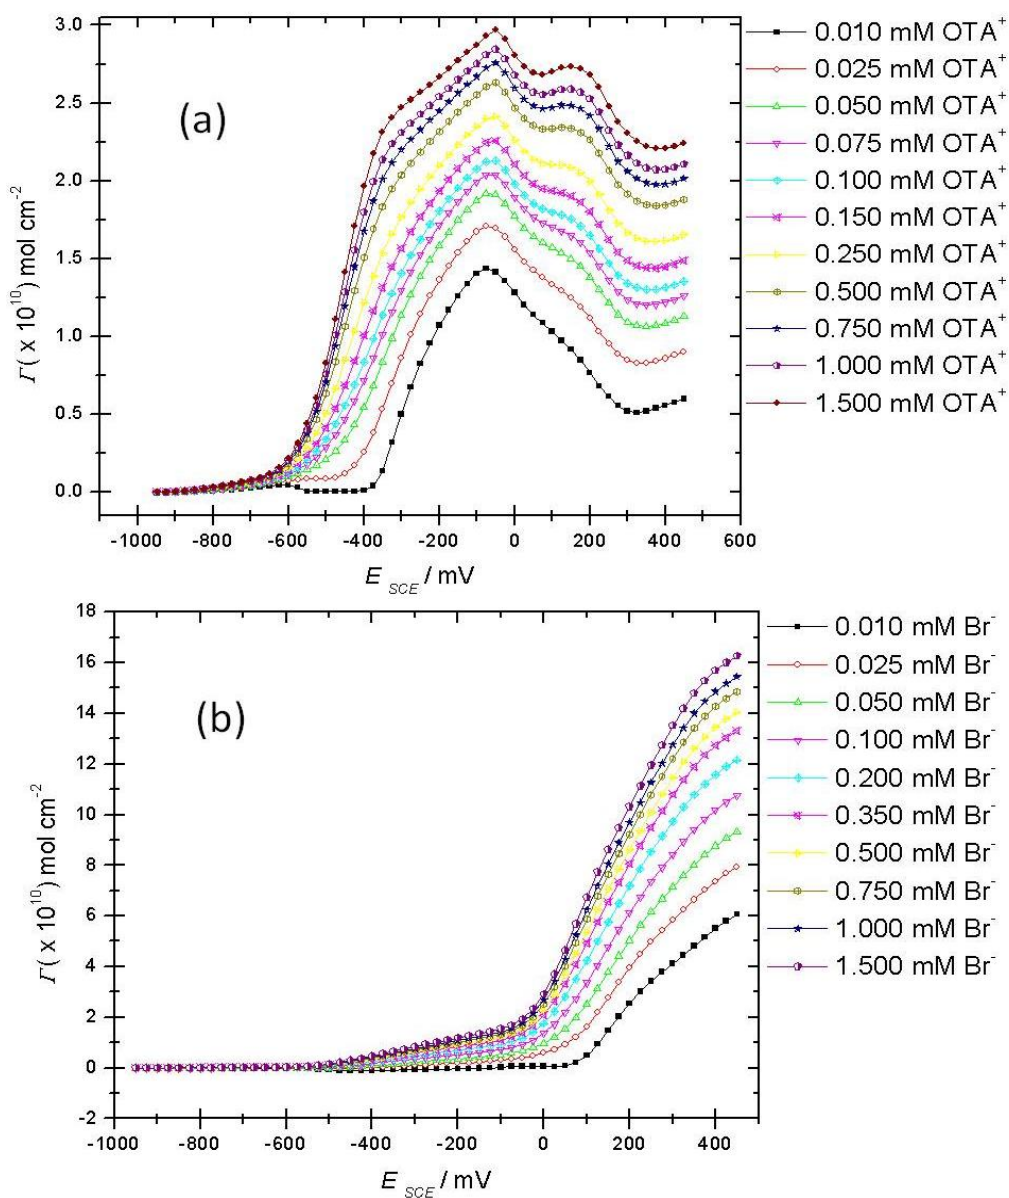 3.0
2.5
2.0
1.5
1.0
0.5
0.0
(a)
Γ( x 10¹⁰) mol cm⁻²
-1000 -800 -600 -400 -200 0 200 400 600
E SCE / mV
0.010 mM OTA⁺
0.025 mM OTA⁺
0.050 mM OTA⁺
0.075 mM OTA⁺
0.100 mM OTA⁺
0.150 mM OTA⁺
0.250 mM OTA⁺
0.500 mM OTA⁺
0.750 mM OTA⁺
1.000 mM OTA⁺
1.500 mM OTA⁺
18
16
14
12
10
8
6
4
2
0
-2
(b)
Γ( x 10¹⁰) mol cm⁻²
-1000 -800 -600 -400 -200 0 200 400
E SCE / mV
0.010 mM Br⁻
0.025 mM Br⁻
0.050 mM Br⁻
0.100 mM Br⁻
0.200 mM Br⁻
0.350 mM Br⁻
0.500 mM Br⁻
0.750 mM Br⁻
1.000 mM Br⁻
1.500 mM Br⁻